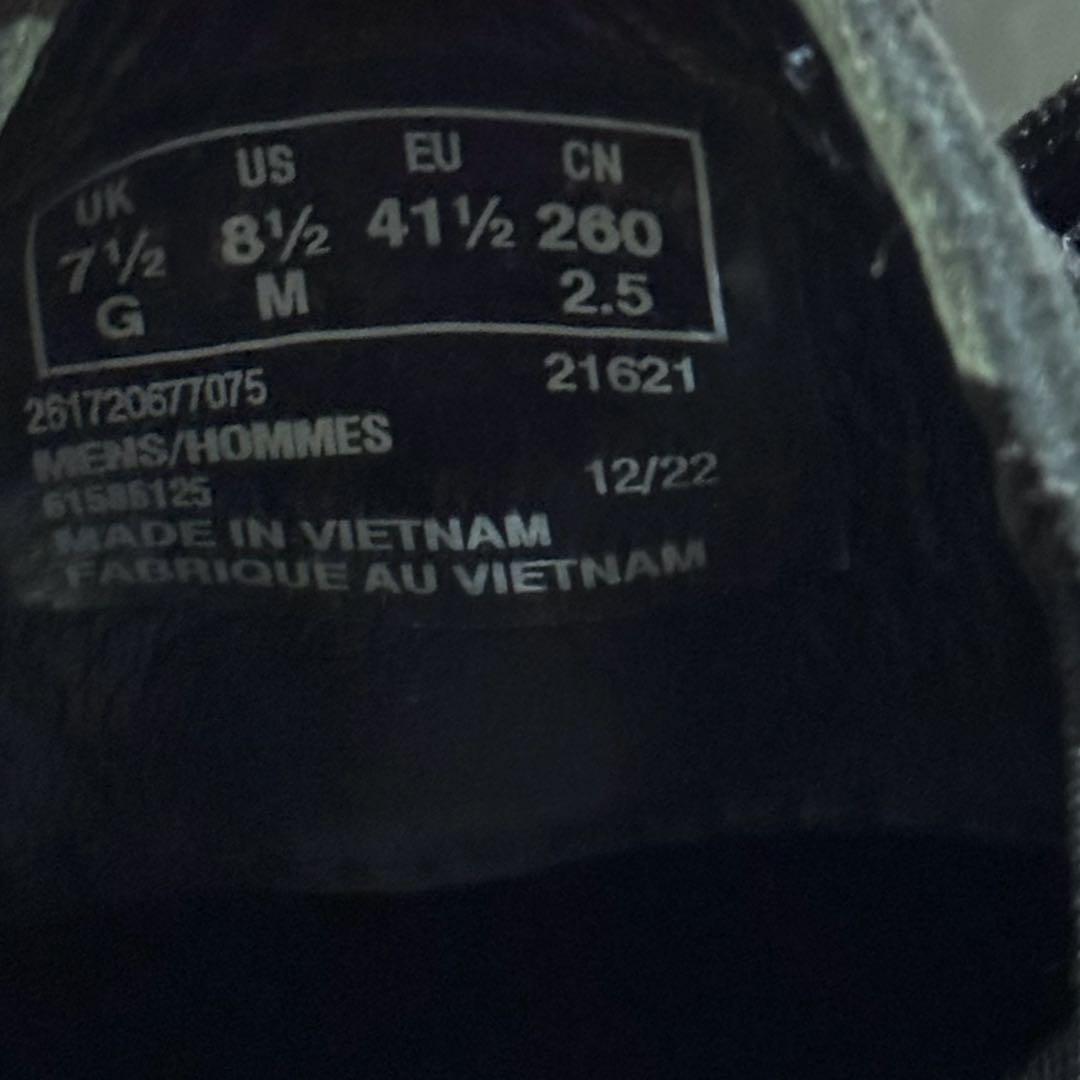 UK US EU CN
7½ 8½ 41½ 260
G M 2.5
261720677075 21621
MENS/HOMMES
61586125 12/22
MADE IN VIETNAM
FABRIQUE AU VIETNAM